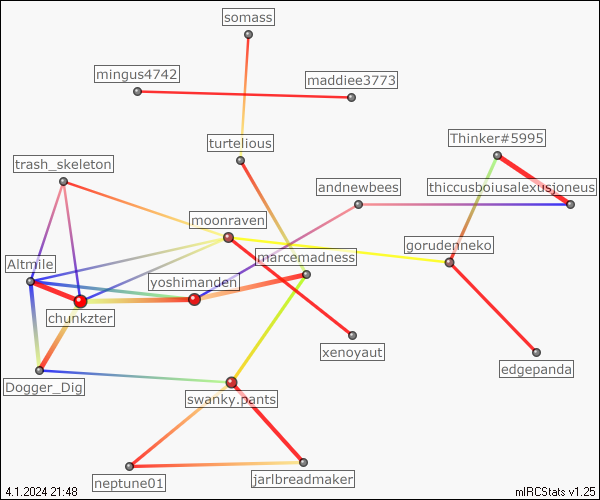 somass
mingus4742
maddiee3773
Thinker#5995
turtelious
trash_skeleton
andnewbees
thiccusboiusalexusjoneus
moonraven
gorudenneko
marcemadness
Altmile
yoshimanden
chunkzter
xenoyaut
edgepanda
Dogger_Dig
swanky.pants
neptune01
jarlbreadmaker
4.1.2024 21:48
mIRCStats v1.25